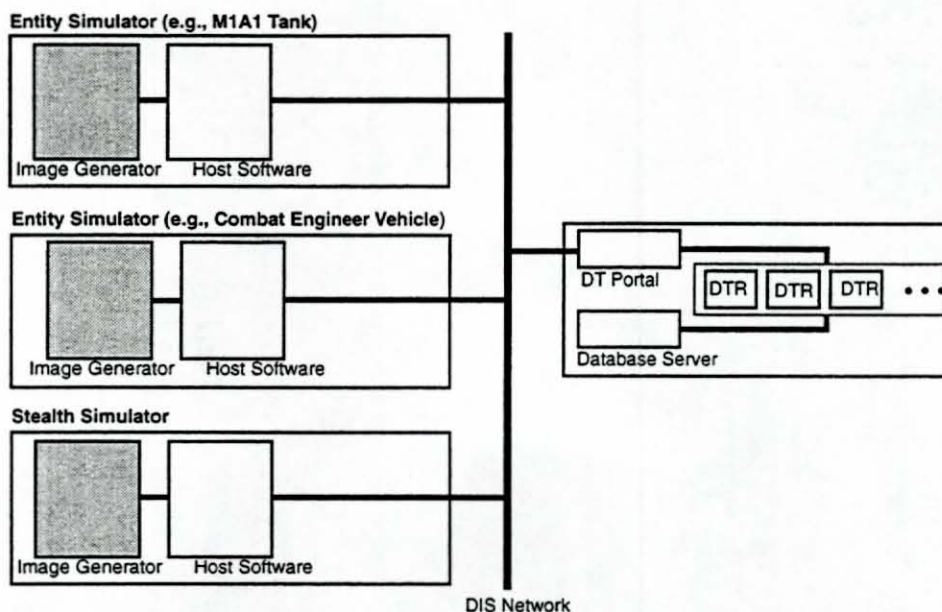 Entity Simulator (e.g., M1A1 Tank)
Image Generator
Host Software
Entity Simulator (e.g., Combat Engineer Vehicle)
Image Generator
Host Software
Stealth Simulator
Image Generator
Host Software
DT Portal
DTR
DTR
DTR
• • •
Database Server
DIS Network